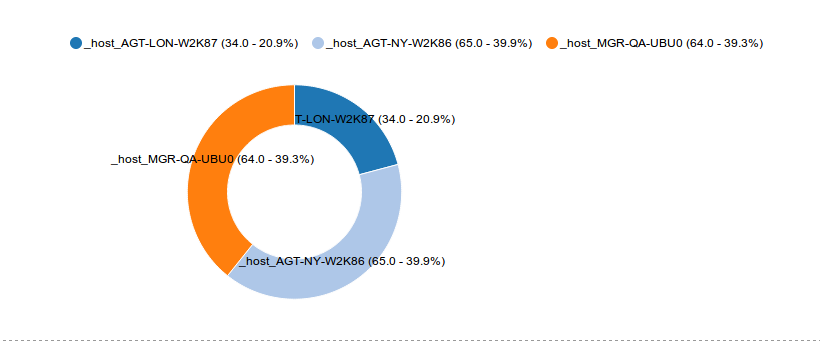 _host_AGT-LON-W2K87 (34.0 - 20.9%) _host_AGT-NY-W2K86 (65.0 - 39.9%) _host_MGR-QA-UBU0 (64.0 - 39.3%)
T-LON-W2K87 (34.0 - 20.9%)
_host_MGR-QA-UBU0 (64.0 - 39.3%)
_host_AGT-NY-W2K86 (65.0 - 39.9%)